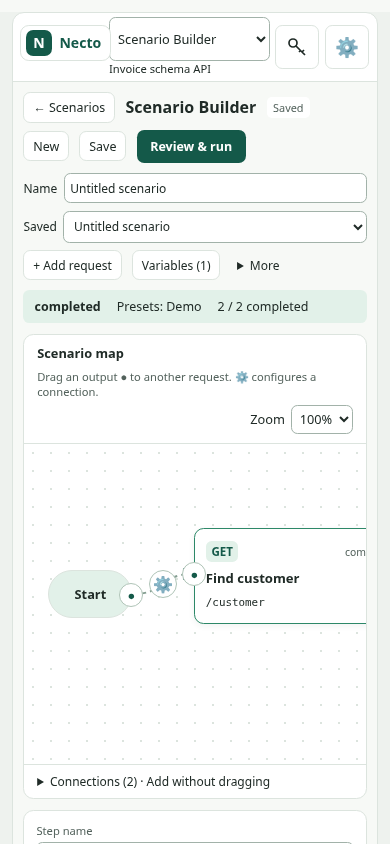 N Necto
Scenario Builder
Invoice schema API
← Scenarios Scenario Builder Saved
New Save Review & run
Name Untitled scenario
Saved Untitled scenario
+ Add request Variables (1) ▶ More
completed Presets: Demo 2 / 2 completed
Scenario map
Drag an output ● to another request. ⚙️ configures a
connection.
Zoom 100%
GET com
Start
Find customer
/customer
▶ Connections (2) · Add without dragging
Step name